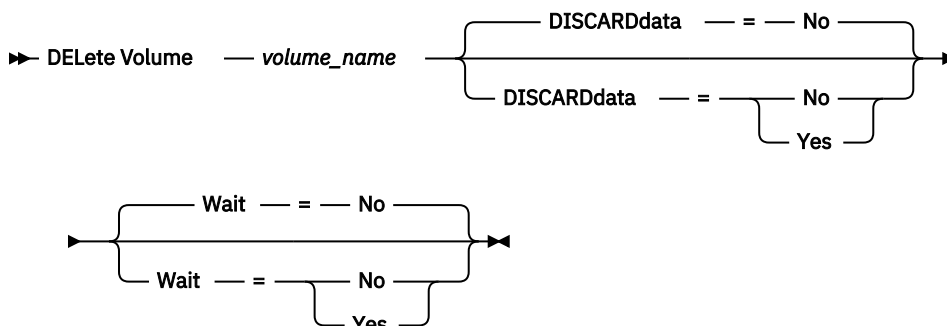 DISCARDdata = No
DELete Volume volume_name
DISCARDdata = No
Yes
Wait = No
Wait = No
Yes